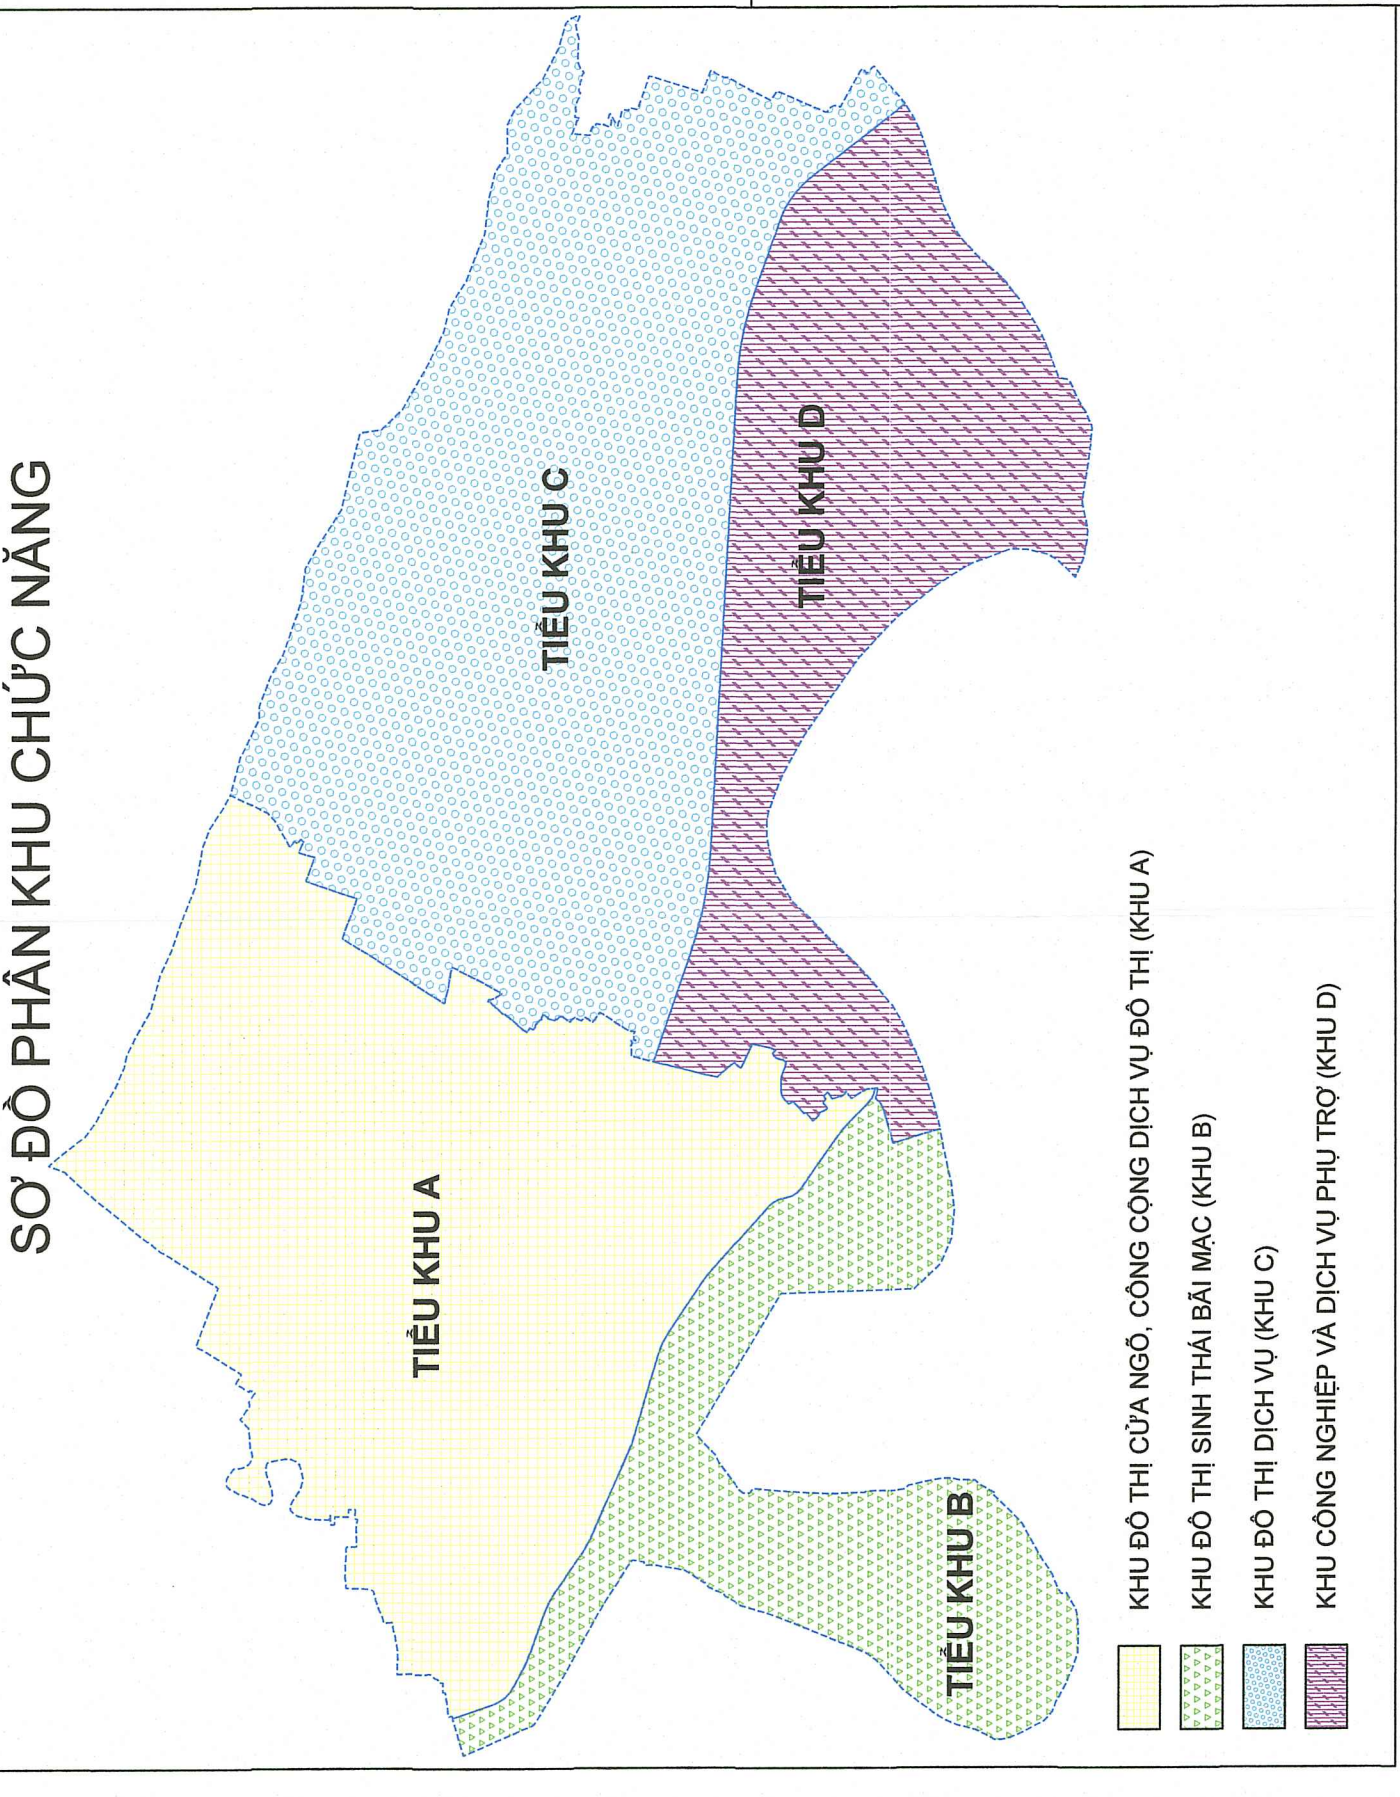 SƠ ĐỒ PHÂN KHU CHỨC NĂNG
TIỂU KHU A
TIỂU KHU C
TIỂU KHU D
TIỂU KHU B
KHU ĐÔ THỊ CỬA NGÕ, CÔNG CỘNG DỊCH VỤ ĐÔ THỊ (KHU A)
KHU ĐÔ THỊ SINH THÁI BÃI MẠC (KHU B)
KHU ĐÔ THỊ DỊCH VỤ (KHU C)
KHU CÔNG NGHIỆP VÀ DỊCH VỤ PHỤ TRỢ (KHU D)